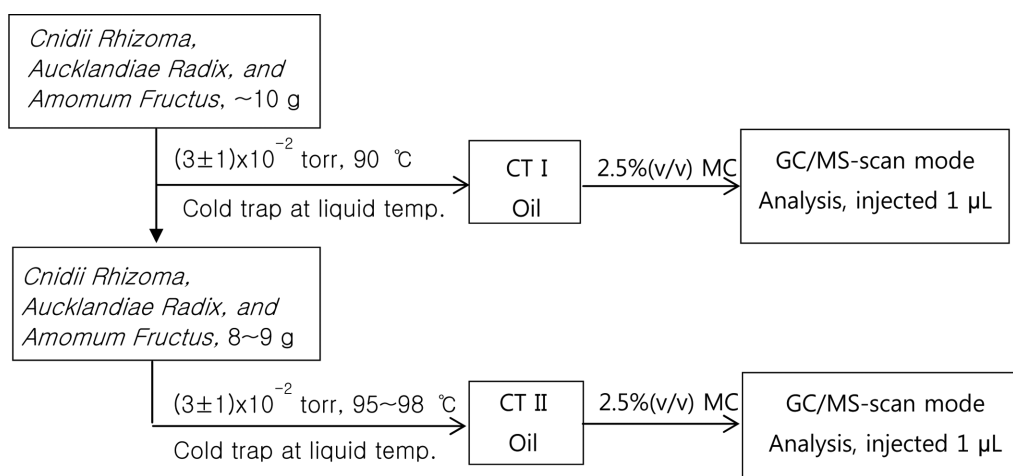 Cnidii Rhizoma,
Aucklandiae Radix, and
Amomum Fructus, ~10 g
(3±1)x10⁻² torr, 90 ℃
Cold trap at liquid temp.
CT I
Oil
2.5%(v/v) MC
GC/MS-scan mode
Analysis, injected 1 μL
Cnidii Rhizoma,
Aucklandiae Radix, and
Amomum Fructus, 8~9 g
(3±1)x10⁻² torr, 95~98 ℃
Cold trap at liquid temp.
CT II
Oil
2.5%(v/v) MC
GC/MS-scan mode
Analysis, injected 1 μL